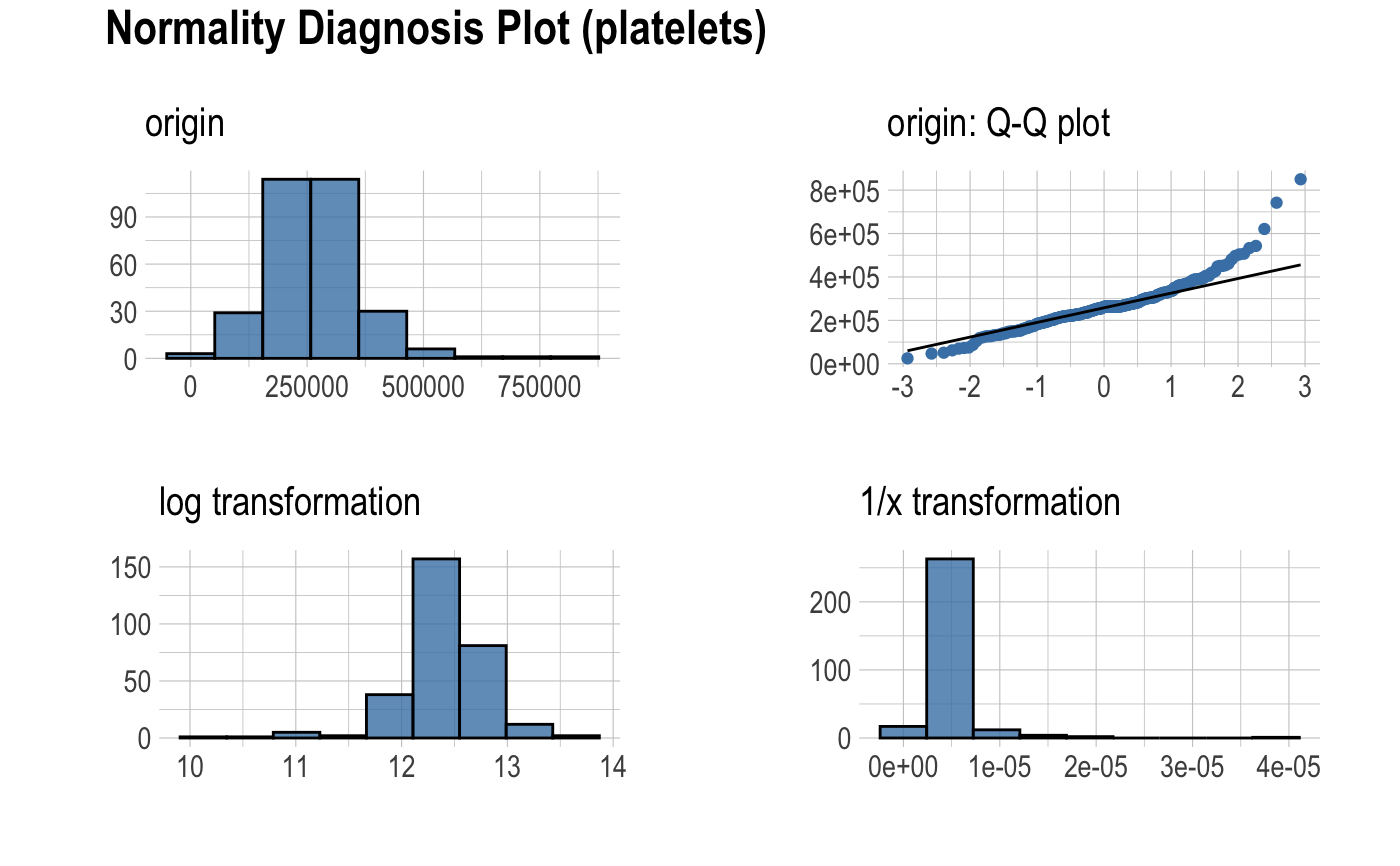 Normality Diagnosis Plot (platelets)
origin
90
60
30
0
0 250000 500000 750000
origin: Q-Q plot
8e+05
6e+05
4e+05
2e+05
0e+00
-3 -2 -1 0 1 2 3
log transformation
150
100
50
0
10 11 12 13 14
1/x transformation
200
100
0
0e+00 1e-05 2e-05 3e-05 4e-05